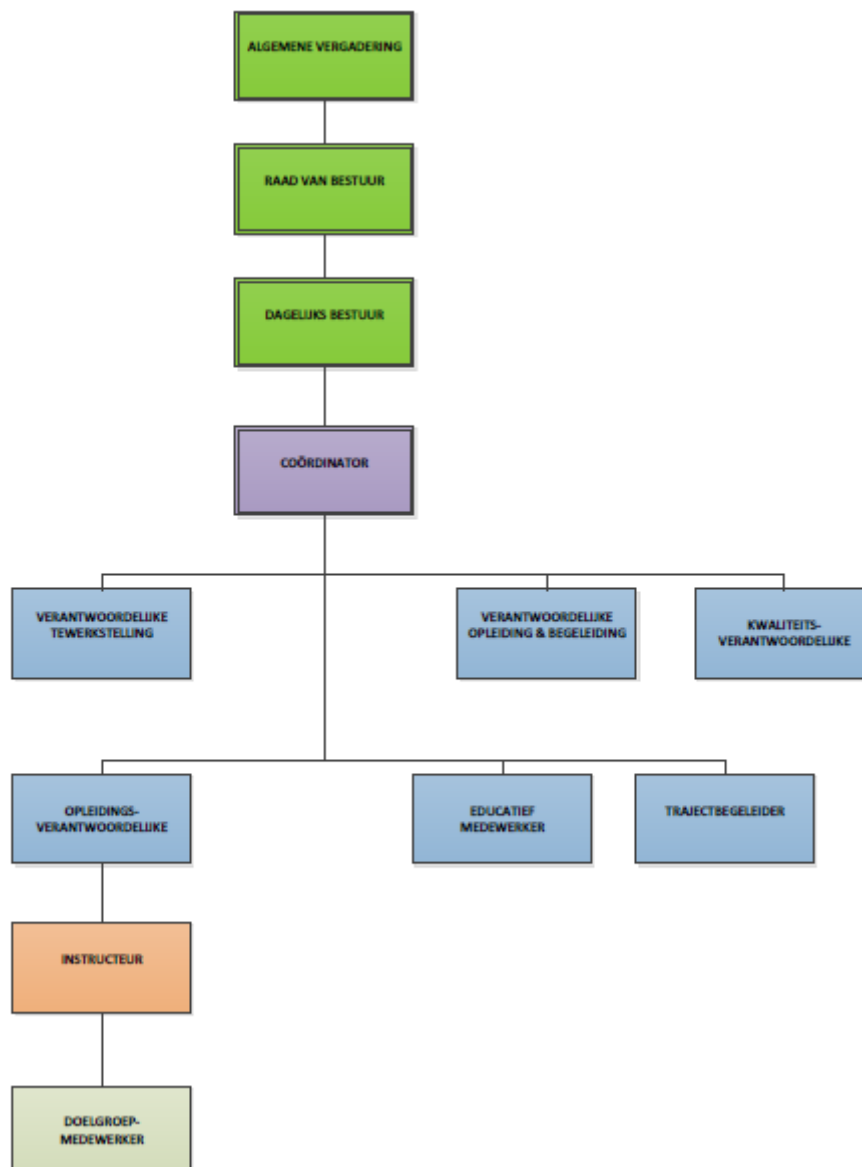 ALGEMENE VERGADERING
RAAD VAN BESTUUR
DAGELIJKS BESTUUR
COÖRDINATOR
VERANTWOORDELIJKE
TEWERKSTELLING
VERANTWOORDELIJKE
OPLEIDING & BEGELEIDING
KWALITEITS-
VERANTWOORDELIJKE
OPLEIDINGS-
VERANTWOORDELIJKE
EDUCATIEF
MEDEWERKER
TRAJECTBEGELEIDER
INSTRUCTEUR
DOELGROEP-
MEDEWERKER